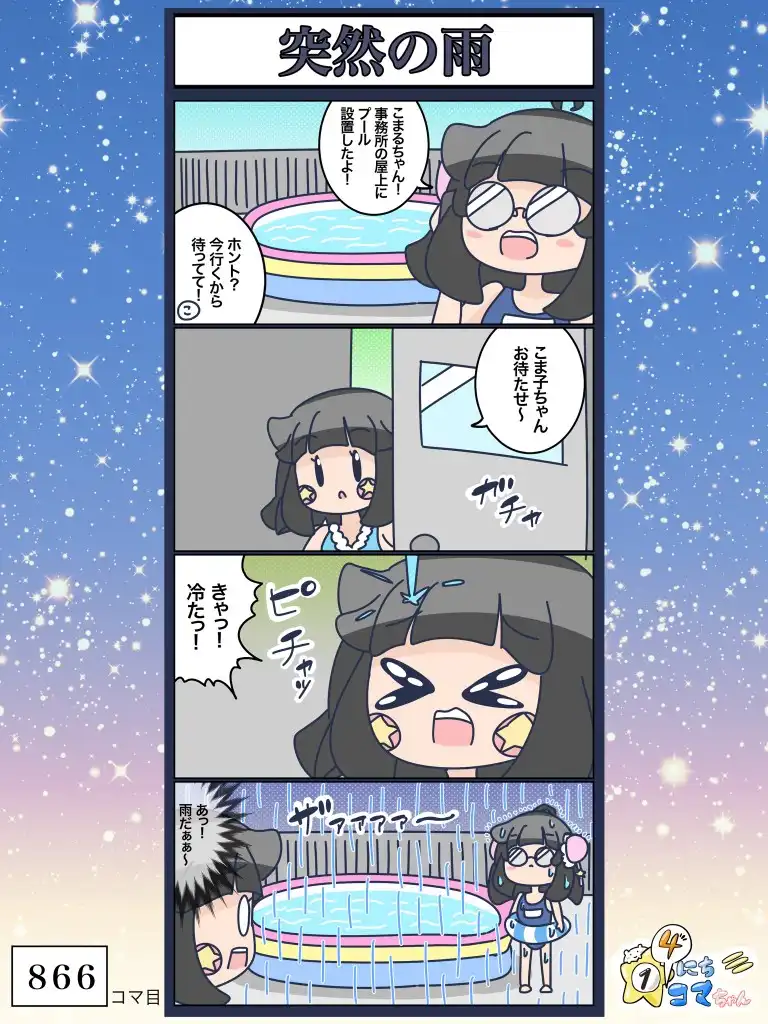 突然の雨
こまるちゃん！
事務所の屋上に
プール
設置したよ！
ホント？
今行くから
待ってて！
こ
こま子ちゃん
お待たせ〜
ガチャ
ピチャッ
きゃっ！
冷たっ！
ザァァァァ〜
あっ！
雨だぁぁ〜
866
コマ目
1
4
にち
コマ
ちゃん